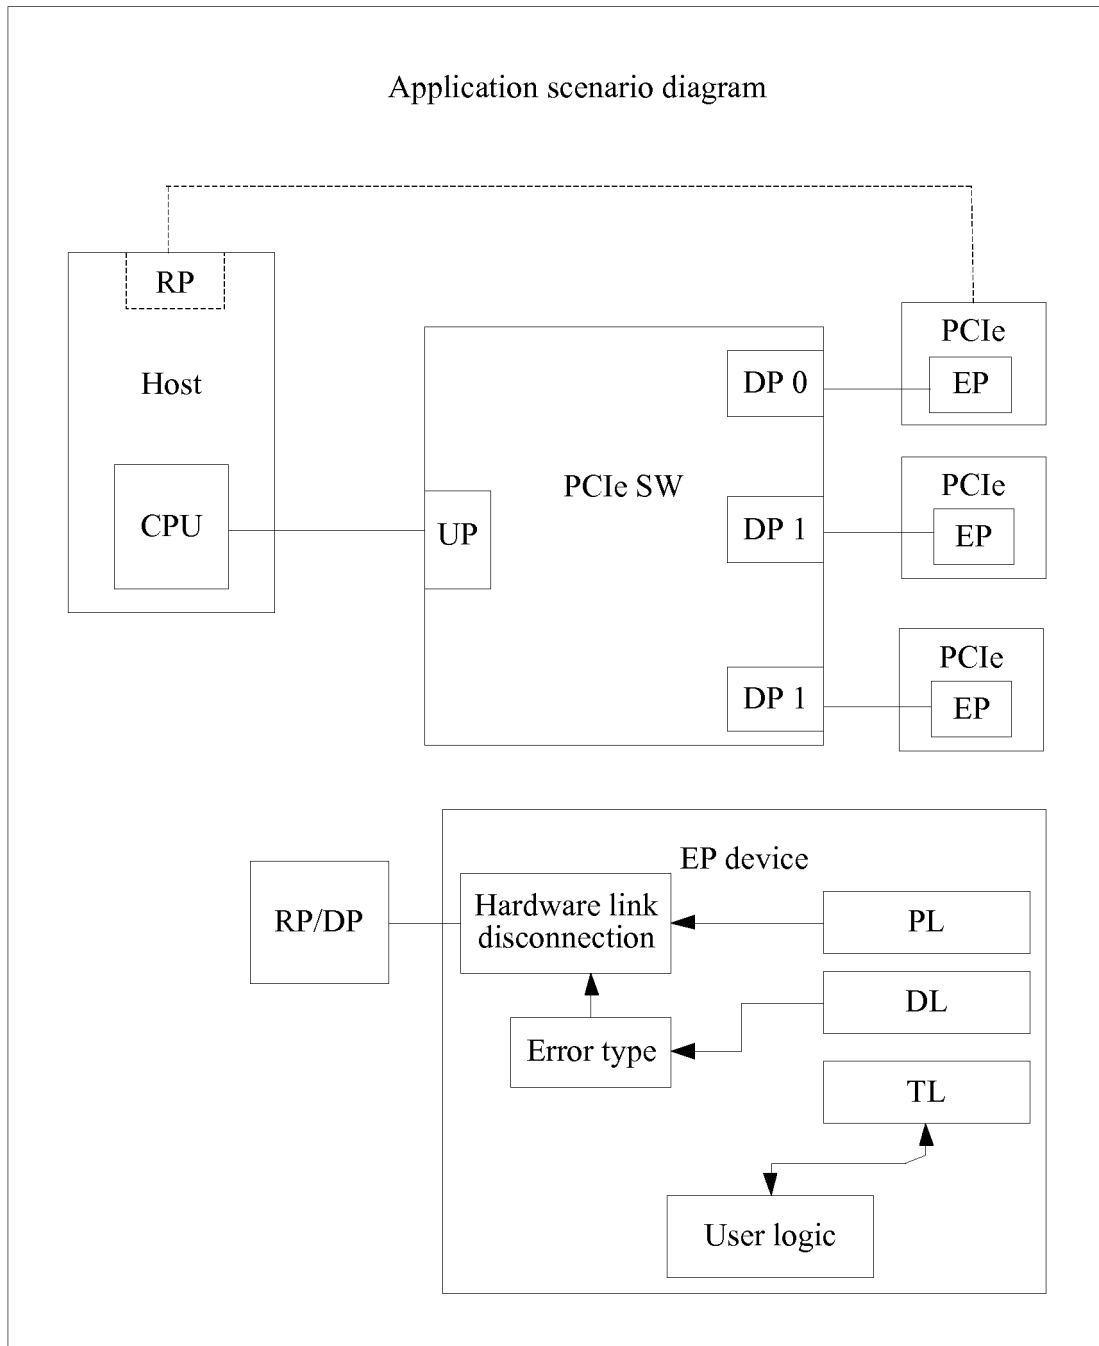 Application scenario diagram
RP
Host
CPU
UP
PCIe SW
DP 0
DP 1
DP 1
PCIe
EP
PCIe
EP
PCIe
EP
RP/DP
EP device
Hardware link
disconnection
Error type
PL
DL
TL
User logic